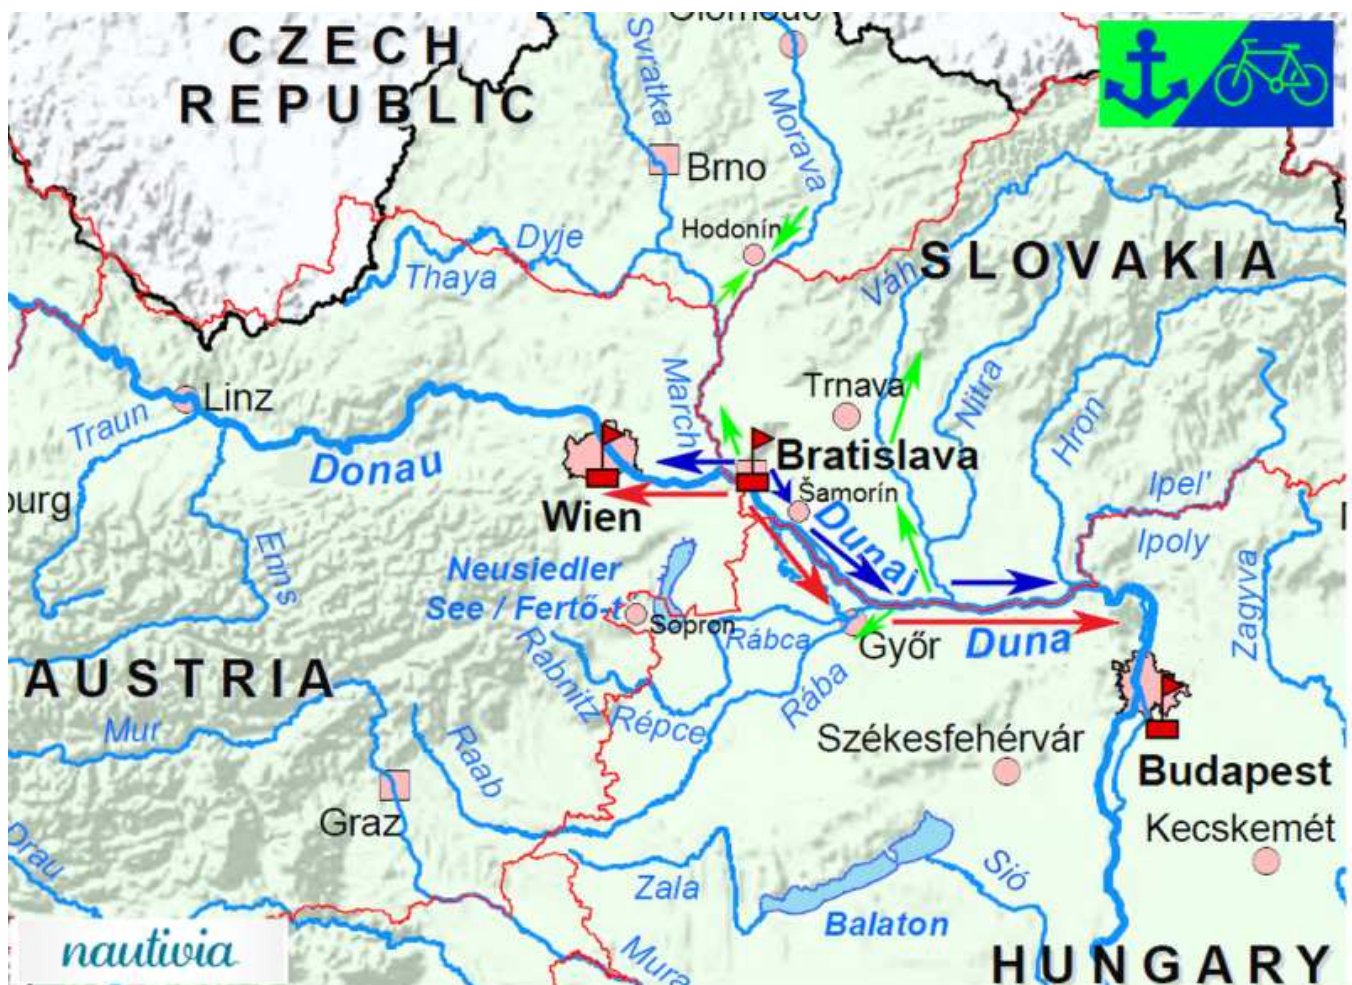 Olomouc
CZECH
REPUBLIC
Svratka
Morava
Brno
Hodonín
Dyje
Thaya
SLOVAKIA
Váh
March
Trnava
Nitra
Hron
Linz
Traun
Donau
Bratislava
Šamorín
Ipel'
Ipoly
burg
Wien
Dunaj
Enns
Neusiedler
See / Fertő-t
Sopron
Rábca
Győr
Duna
Zagyva
AUSTRIA
Rabnitz
Répce
Rába
Mur
Raab
Székesfehérvár
Budapest
Graz
Kecskemét
Drau
Zala
Sió
Balaton
nautivia
Mura
HUNGARY